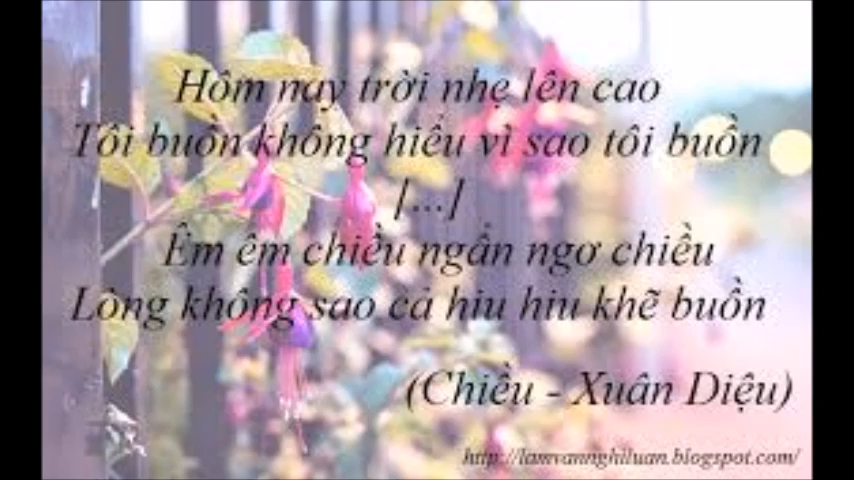 Hôm nay trời nhẹ lên cao
Tôi buồn không hiểu vì sao tôi buồn
[...]
Êm êm chiều ngẩn ngơ chiều
Lòng không sao cả hiu hiu khẽ buồn
(Chiều - Xuân Diệu)
http://lamvannghiluan.blogspot.com/